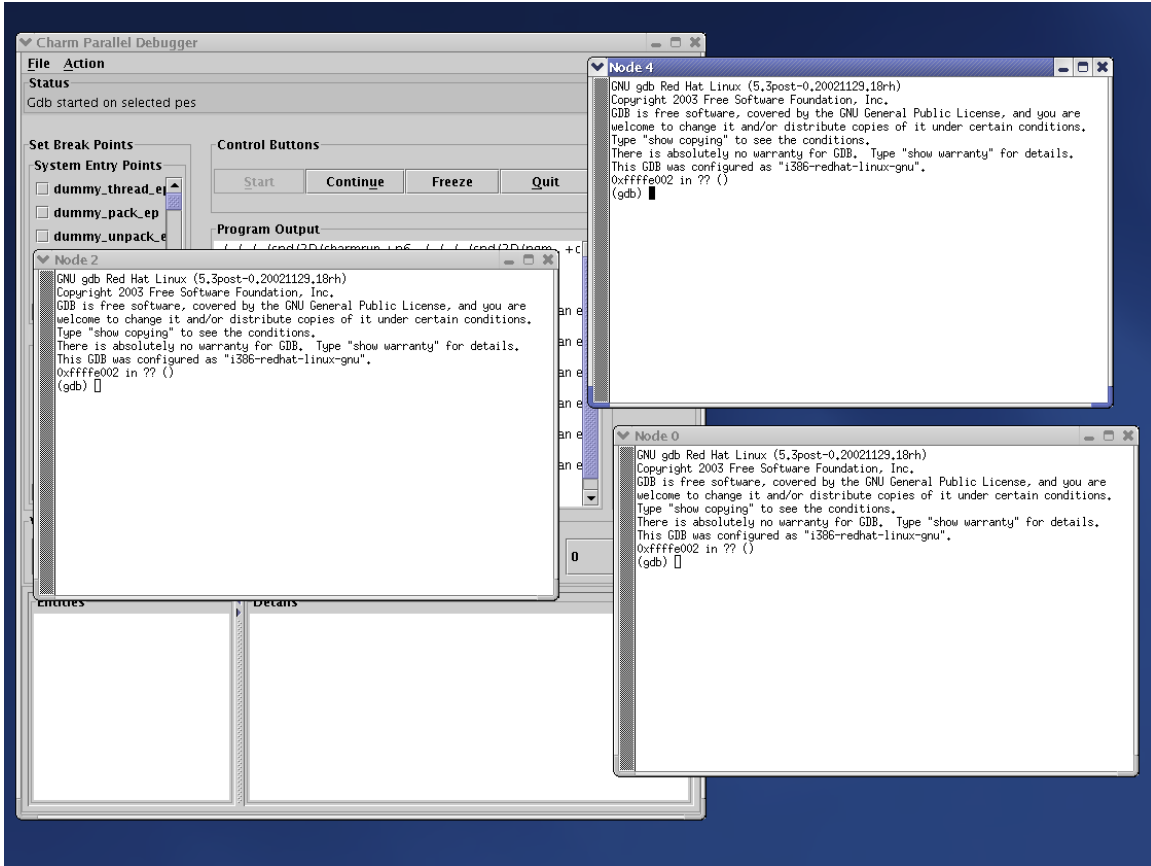 Charm Parallel Debugger
File Action
Status
Gdb started on selected pes
Set Break Points
System Entry Points
dummy_thread_ep
dummy_pack_ep
dummy_unpack_e
Control Buttons
Start Continue Freeze Quit
Program Output
an e
an e
an e
an e
an e
an e
0
Entities
Details
Node 2
GNU gdb Red Hat Linux (5.3post-0.20021129.18rh)
Copyright 2003 Free Software Foundation, Inc.
GDB is free software, covered by the GNU General Public License, and you are
welcome to change it and/or distribute copies of it under certain conditions.
Type "show copying" to see the conditions.
There is absolutely no warranty for GDB.  Type "show warranty" for details.
This GDB was configured as "i386-redhat-linux-gnu".
0xffffe002 in ?? ()
(gdb)
Node 4
GNU gdb Red Hat Linux (5.3post-0.20021129.18rh)
Copyright 2003 Free Software Foundation, Inc.
GDB is free software, covered by the GNU General Public License, and you are
welcome to change it and/or distribute copies of it under certain conditions.
Type "show copying" to see the conditions.
There is absolutely no warranty for GDB.  Type "show warranty" for details.
This GDB was configured as "i386-redhat-linux-gnu".
0xffffe002 in ?? ()
(gdb)
Node 0
GNU gdb Red Hat Linux (5.3post-0.20021129.18rh)
Copyright 2003 Free Software Foundation, Inc.
GDB is free software, covered by the GNU General Public License, and you are
welcome to change it and/or distribute copies of it under certain conditions.
Type "show copying" to see the conditions.
There is absolutely no warranty for GDB.  Type "show warranty" for details.
This GDB was configured as "i386-redhat-linux-gnu".
0xffffe002 in ?? ()
(gdb)